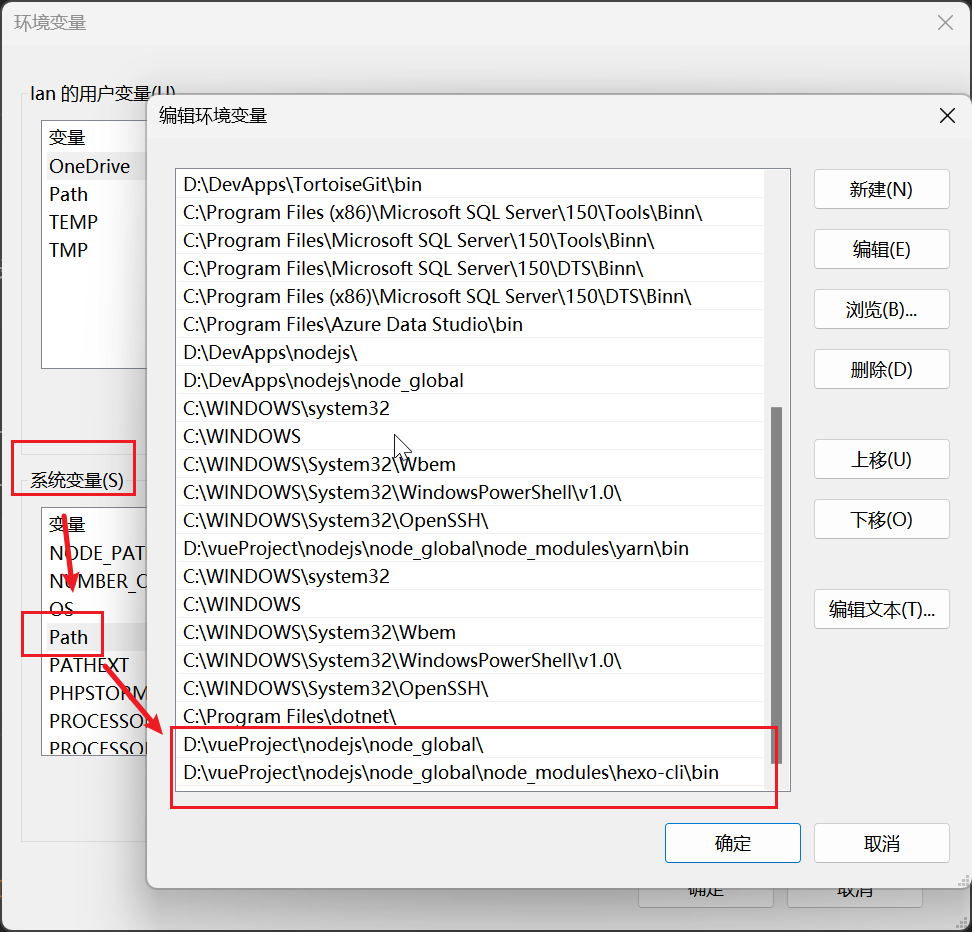 环境变量
lan 的用户变量(U)
变量
OneDrive
Path
TEMP
TMP
系统变量(S)
变量
NODE_PAT
NUMBER_O
OS
Path
PATHEXT
PHPSTORM
PROCESSO
PROCESSO
编辑环境变量
D:\DevApps\TortoiseGit\bin
C:\Program Files (x86)\Microsoft SQL Server\150\Tools\Binn\
C:\Program Files\Microsoft SQL Server\150\Tools\Binn\
C:\Program Files\Microsoft SQL Server\150\DTS\Binn\
C:\Program Files (x86)\Microsoft SQL Server\150\DTS\Binn\
C:\Program Files\Azure Data Studio\bin
D:\DevApps\nodejs\
D:\DevApps\nodejs\node_global
C:\WINDOWS\system32
C:\WINDOWS
C:\WINDOWS\System32\Wbem
C:\WINDOWS\System32\WindowsPowerShell\v1.0\
C:\WINDOWS\System32\OpenSSH\
D:\vueProject\nodejs\node_global\node_modules\yarn\bin
C:\WINDOWS\system32
C:\WINDOWS
C:\WINDOWS\System32\Wbem
C:\WINDOWS\System32\WindowsPowerShell\v1.0\
C:\WINDOWS\System32\OpenSSH\
C:\Program Files\dotnet\
D:\vueProject\nodejs\node_global\
D:\vueProject\nodejs\node_global\node_modules\hexo-cli\bin
新建(N)
编辑(E)
浏览(B)...
删除(D)
上移(U)
下移(O)
编辑文本(T)...
确定
取消
确定
取消